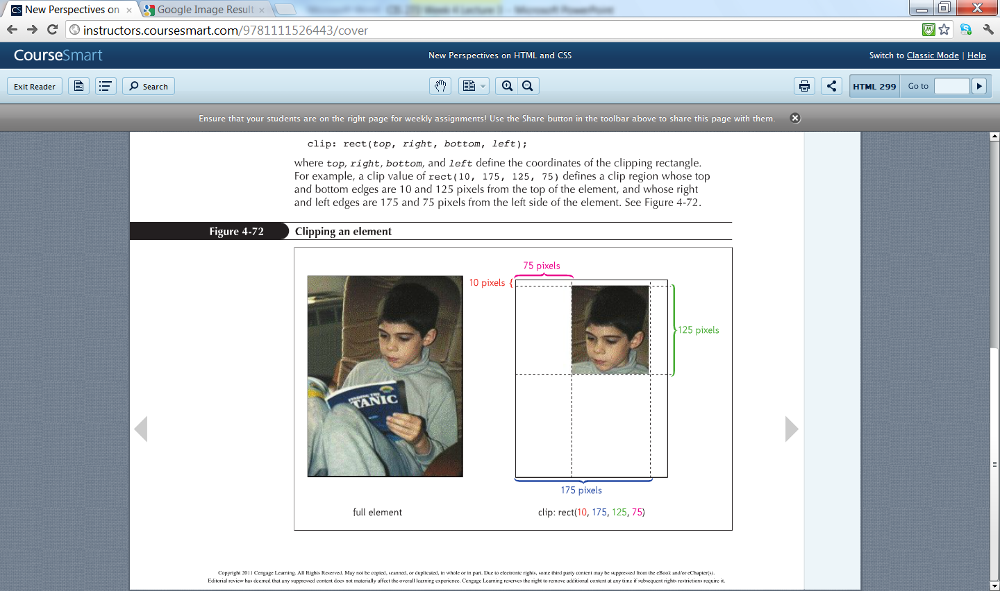 New Perspectives on
Google Image Result
instructors.coursesmart.com/9781111526443/cover
CourseSmart
New Perspectives on HTML and CSS
Switch to Classic Mode | Help
Exit Reader
Search
HTML 299
Go to
Ensure that your students are on the right page for weekly assignments! Use the Share button in the toolbar above to share this page with them.
clip: rect(top, right, bottom, left);
where top, right, bottom, and left define the coordinates of the clipping rectangle.
For example, a clip value of rect(10, 175, 125, 75) defines a clip region whose top
and bottom edges are 10 and 125 pixels from the top of the element, and whose right
and left edges are 175 and 75 pixels from the left side of the element. See Figure 4-72.
Figure 4-72
Clipping an element
75 pixels
10 pixels
125 pixels
FINDING THE
TANIC
175 pixels
full element
clip: rect(10, 175, 125, 75)
Copyright 2011 Cengage Learning. All Rights Reserved. May not be copied, scanned, or duplicated, in whole or in part. Due to electronic rights, some third party content may be suppressed from the eBook and/or eChapter(s).
Editorial review has deemed that any suppressed content does not materially affect the overall learning experience. Cengage Learning reserves the right to remove additional content at any time if subsequent rights restrictions require it.